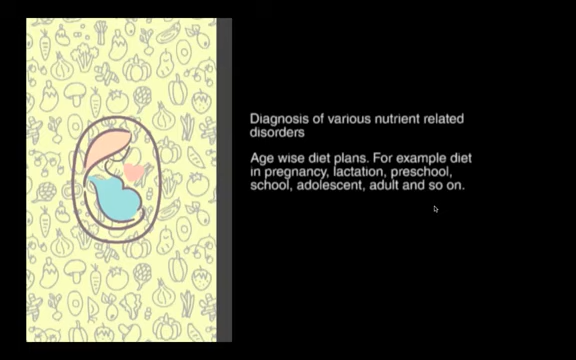 Diagnosis of various nutrient related
disorders
Age wise diet plans. For example diet
in pregnancy, lactation, preschool,
school, adolescent, adult and so on.